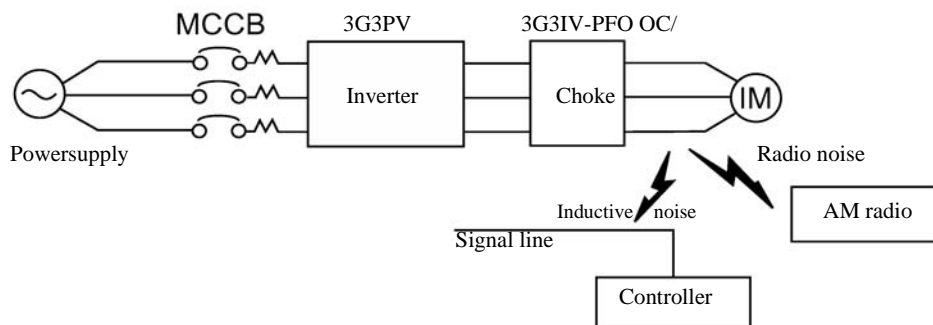 MCCB
3G3PV
3G3IV-PFO OC/
Inverter
Choke
IM
Powersupply
Radio noise
Inductive noise
AM radio
Signal line
Controller